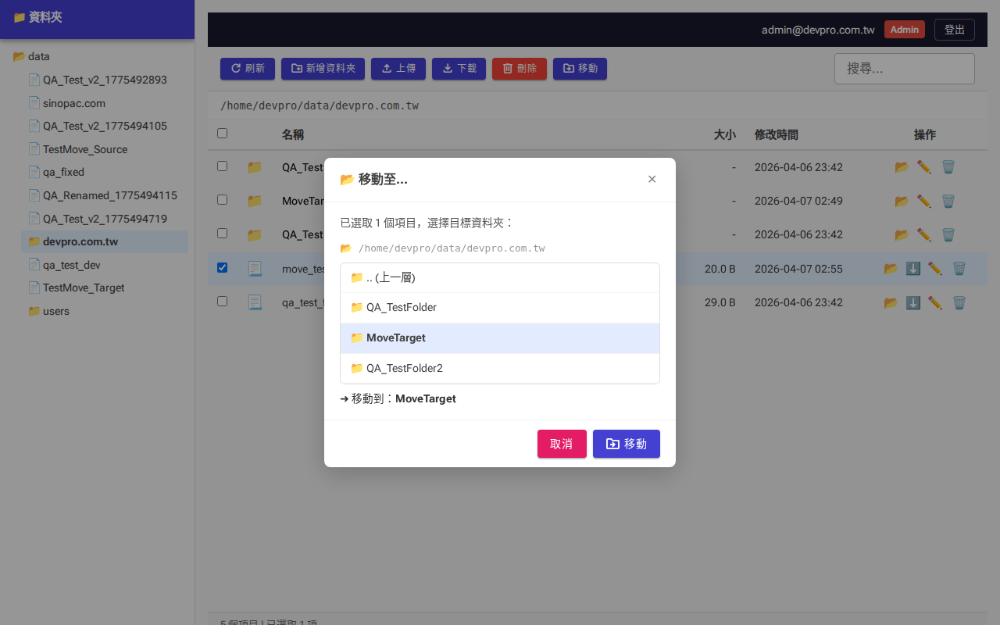 資料夾
data
QA_Test_v2_1775492893
sinopac.com
QA_Test_v2_1775494105
TestMove_Source
qa_fixed
QA_Renamed_1775494115
QA_Test_v2_1775494719
devpro.com.tw
qa_test_dev
TestMove_Target
users
admin@devpro.com.tw Admin 登出
刷新 新增資料夾 上傳 下載 刪除 移動 搜尋...
/home/devpro/data/devpro.com.tw
名稱 大小 修改時間 操作
QA_Test - 2026-04-06 23:42
MoveTar - 2026-04-07 02:49
QA_Test - 2026-04-06 23:42
move_tes 20.0 B 2026-04-07 02:55
qa_test_f 29.0 B 2026-04-06 23:42
移動至... ×
已選取 1 個項目，選擇目標資料夾：
/home/devpro/data/devpro.com.tw
.. (上一層)
QA_TestFolder
MoveTarget
QA_TestFolder2
➜ 移動到：MoveTarget
取消 移動
5 個項目 | 已選取 1 項